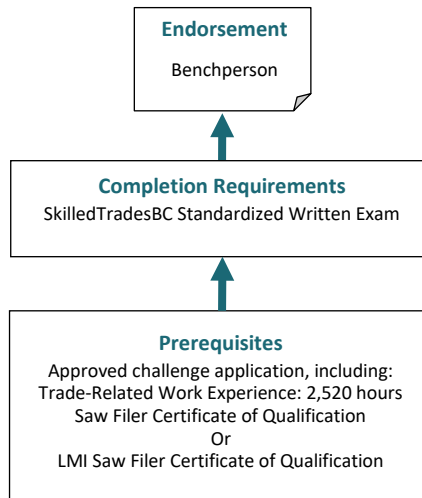 Endorsement
Benchperson
Completion Requirements
SkilledTradesBC Standardized Written Exam
Prerequisites
Approved challenge application, including:
Trade-Related Work Experience: 2,520 hours
Saw Filer Certificate of Qualification
Or
LMI Saw Filer Certificate of Qualification